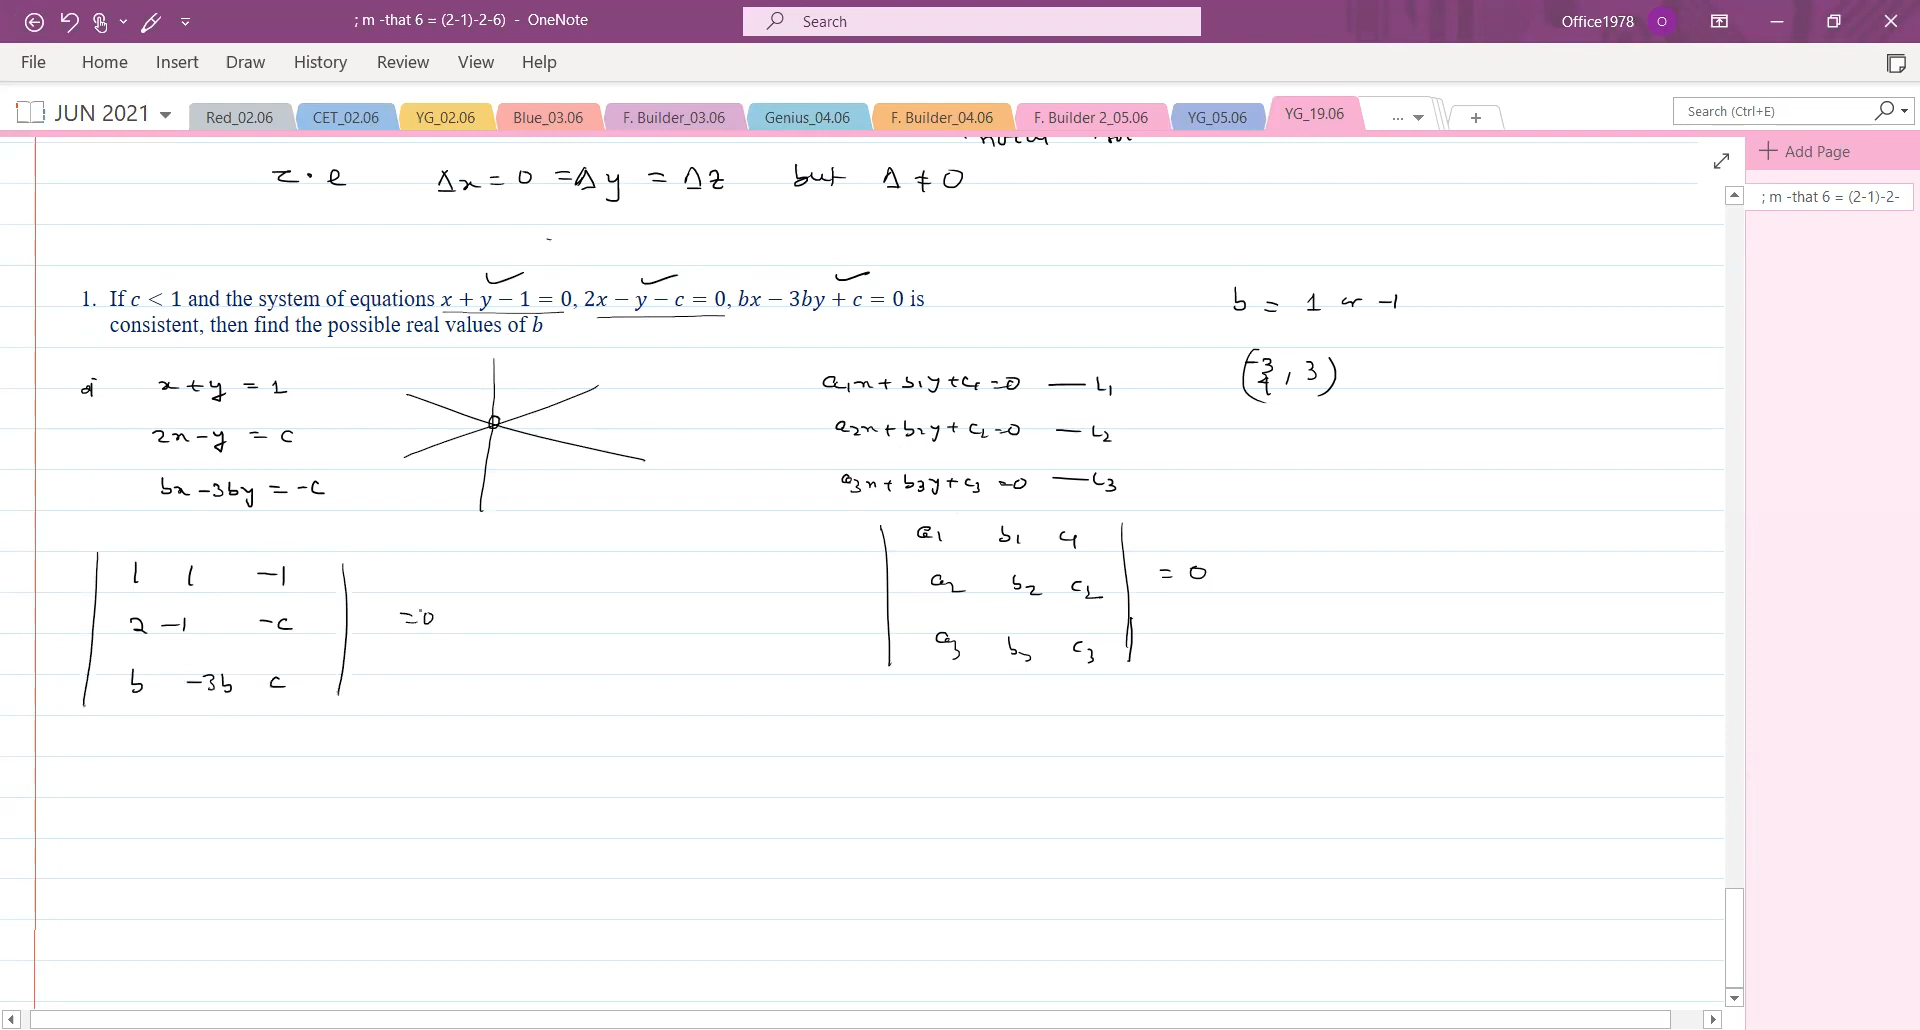 ; m -that 6 = (2-1)-2-6) - OneNote
Search
Office1978
O
File Home Insert Draw History Review View Help
JUN 2021
Red_02.06 CET_02.06 YG_02.06 Blue_03.06 F. Builder_03.06 Genius_04.06 F. Builder_04.06 F. Builder 2_05.06 YG_05.06 YG_19.06 ... +
Search (Ctrl+E)
+ Add Page
; m -that 6 = (2-1)-2-
i.e Δx = 0 = Δy = Δz but Δ ≠ 0
1. If c < 1 and the system of equations x + y − 1 = 0, 2x − y − c = 0, bx − 3by + c = 0 is
consistent, then find the possible real values of b
b = 1 or -1
(-3/4, 3)
x + y = 1
2x - y = c
bx - 3by = -c
a₁x + b₁y + c₁ = 0 — L₁
a₂x + b₂y + c₂ = 0 — L₂
a₃x + b₃y + c₃ = 0 — L₃
| 1 1 -1 |
| 2 -1 -c | = 0
| b -3b c |
| a₁ b₁ c₁ |
| a₂ b₂ c₂ | = 0
| a₃ b₃ c₃ |